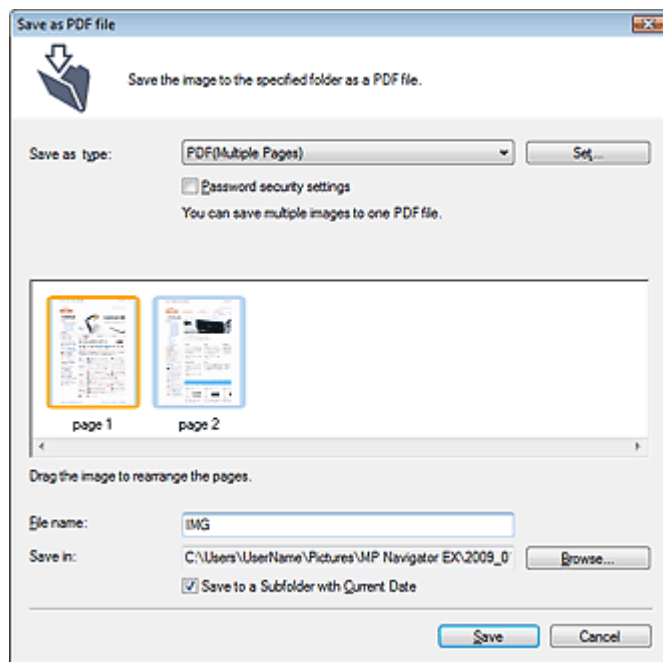 Save as PDF file
Save the image to the specified folder as a PDF file.
Save as type:
PDF(Multiple Pages)
Set...
Password security settings
You can save multiple images to one PDF file.
page 1
page 2
Drag the image to rearrange the pages.
File name:
IMG
Save in:
C:\Users\UserName\Pictures\MP Navigator EX\2009_0
Browse...
Save to a Subfolder with Current Date
Save
Cancel